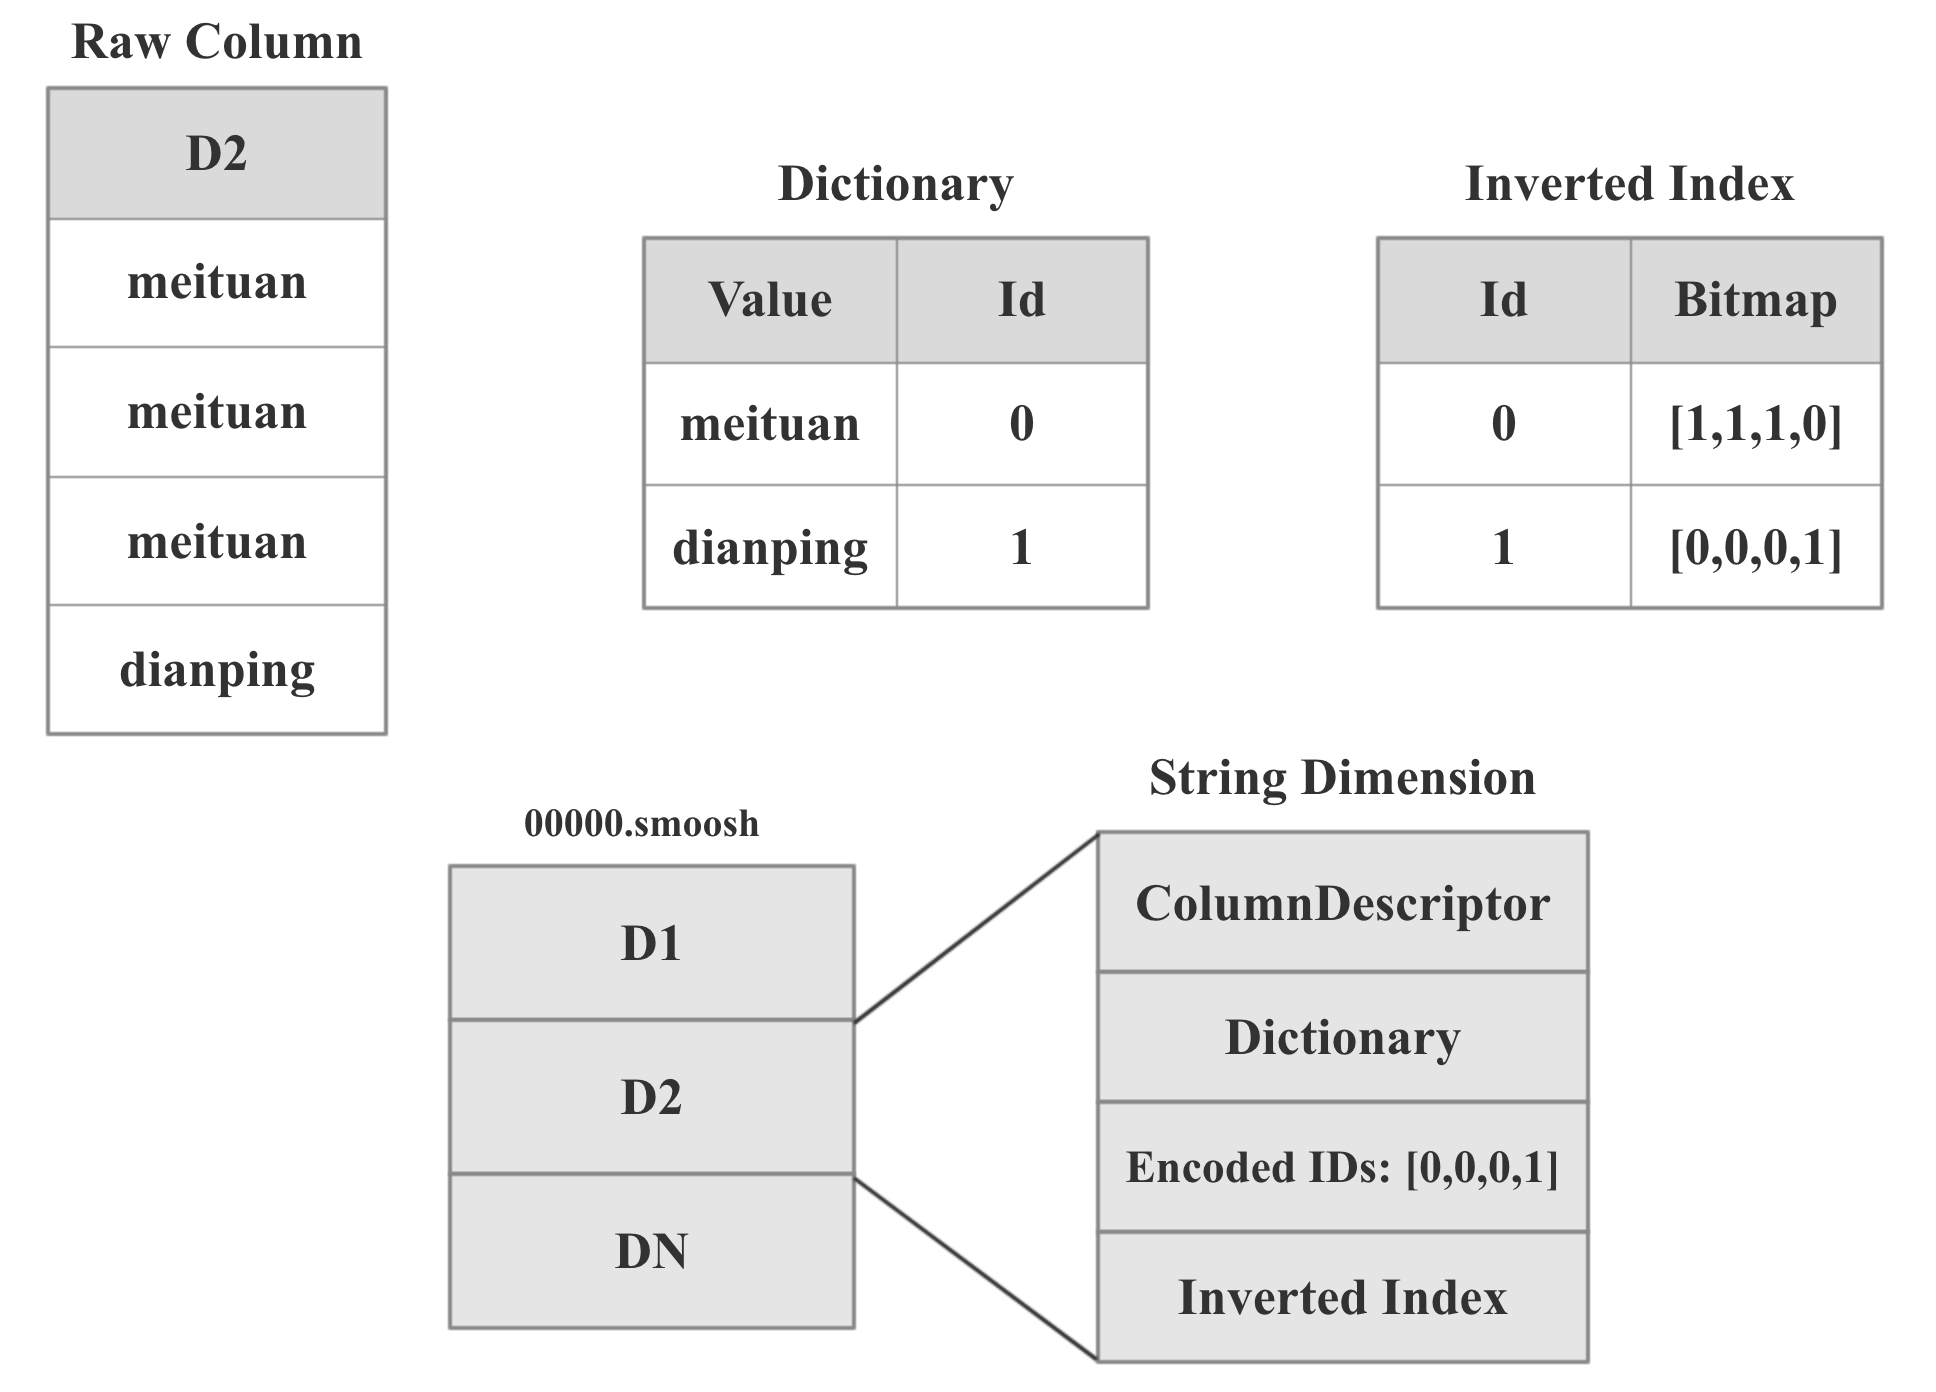 Raw Column
D2
meituan
meituan
meituan
dianping
Dictionary
Value Id
meituan 0
dianping 1
Inverted Index
Id Bitmap
0 [1,1,1,0]
1 [0,0,0,1]
00000.smoosh
D1
D2
DN
String Dimension
ColumnDescriptor
Dictionary
Encoded IDs: [0,0,0,1]
Inverted Index